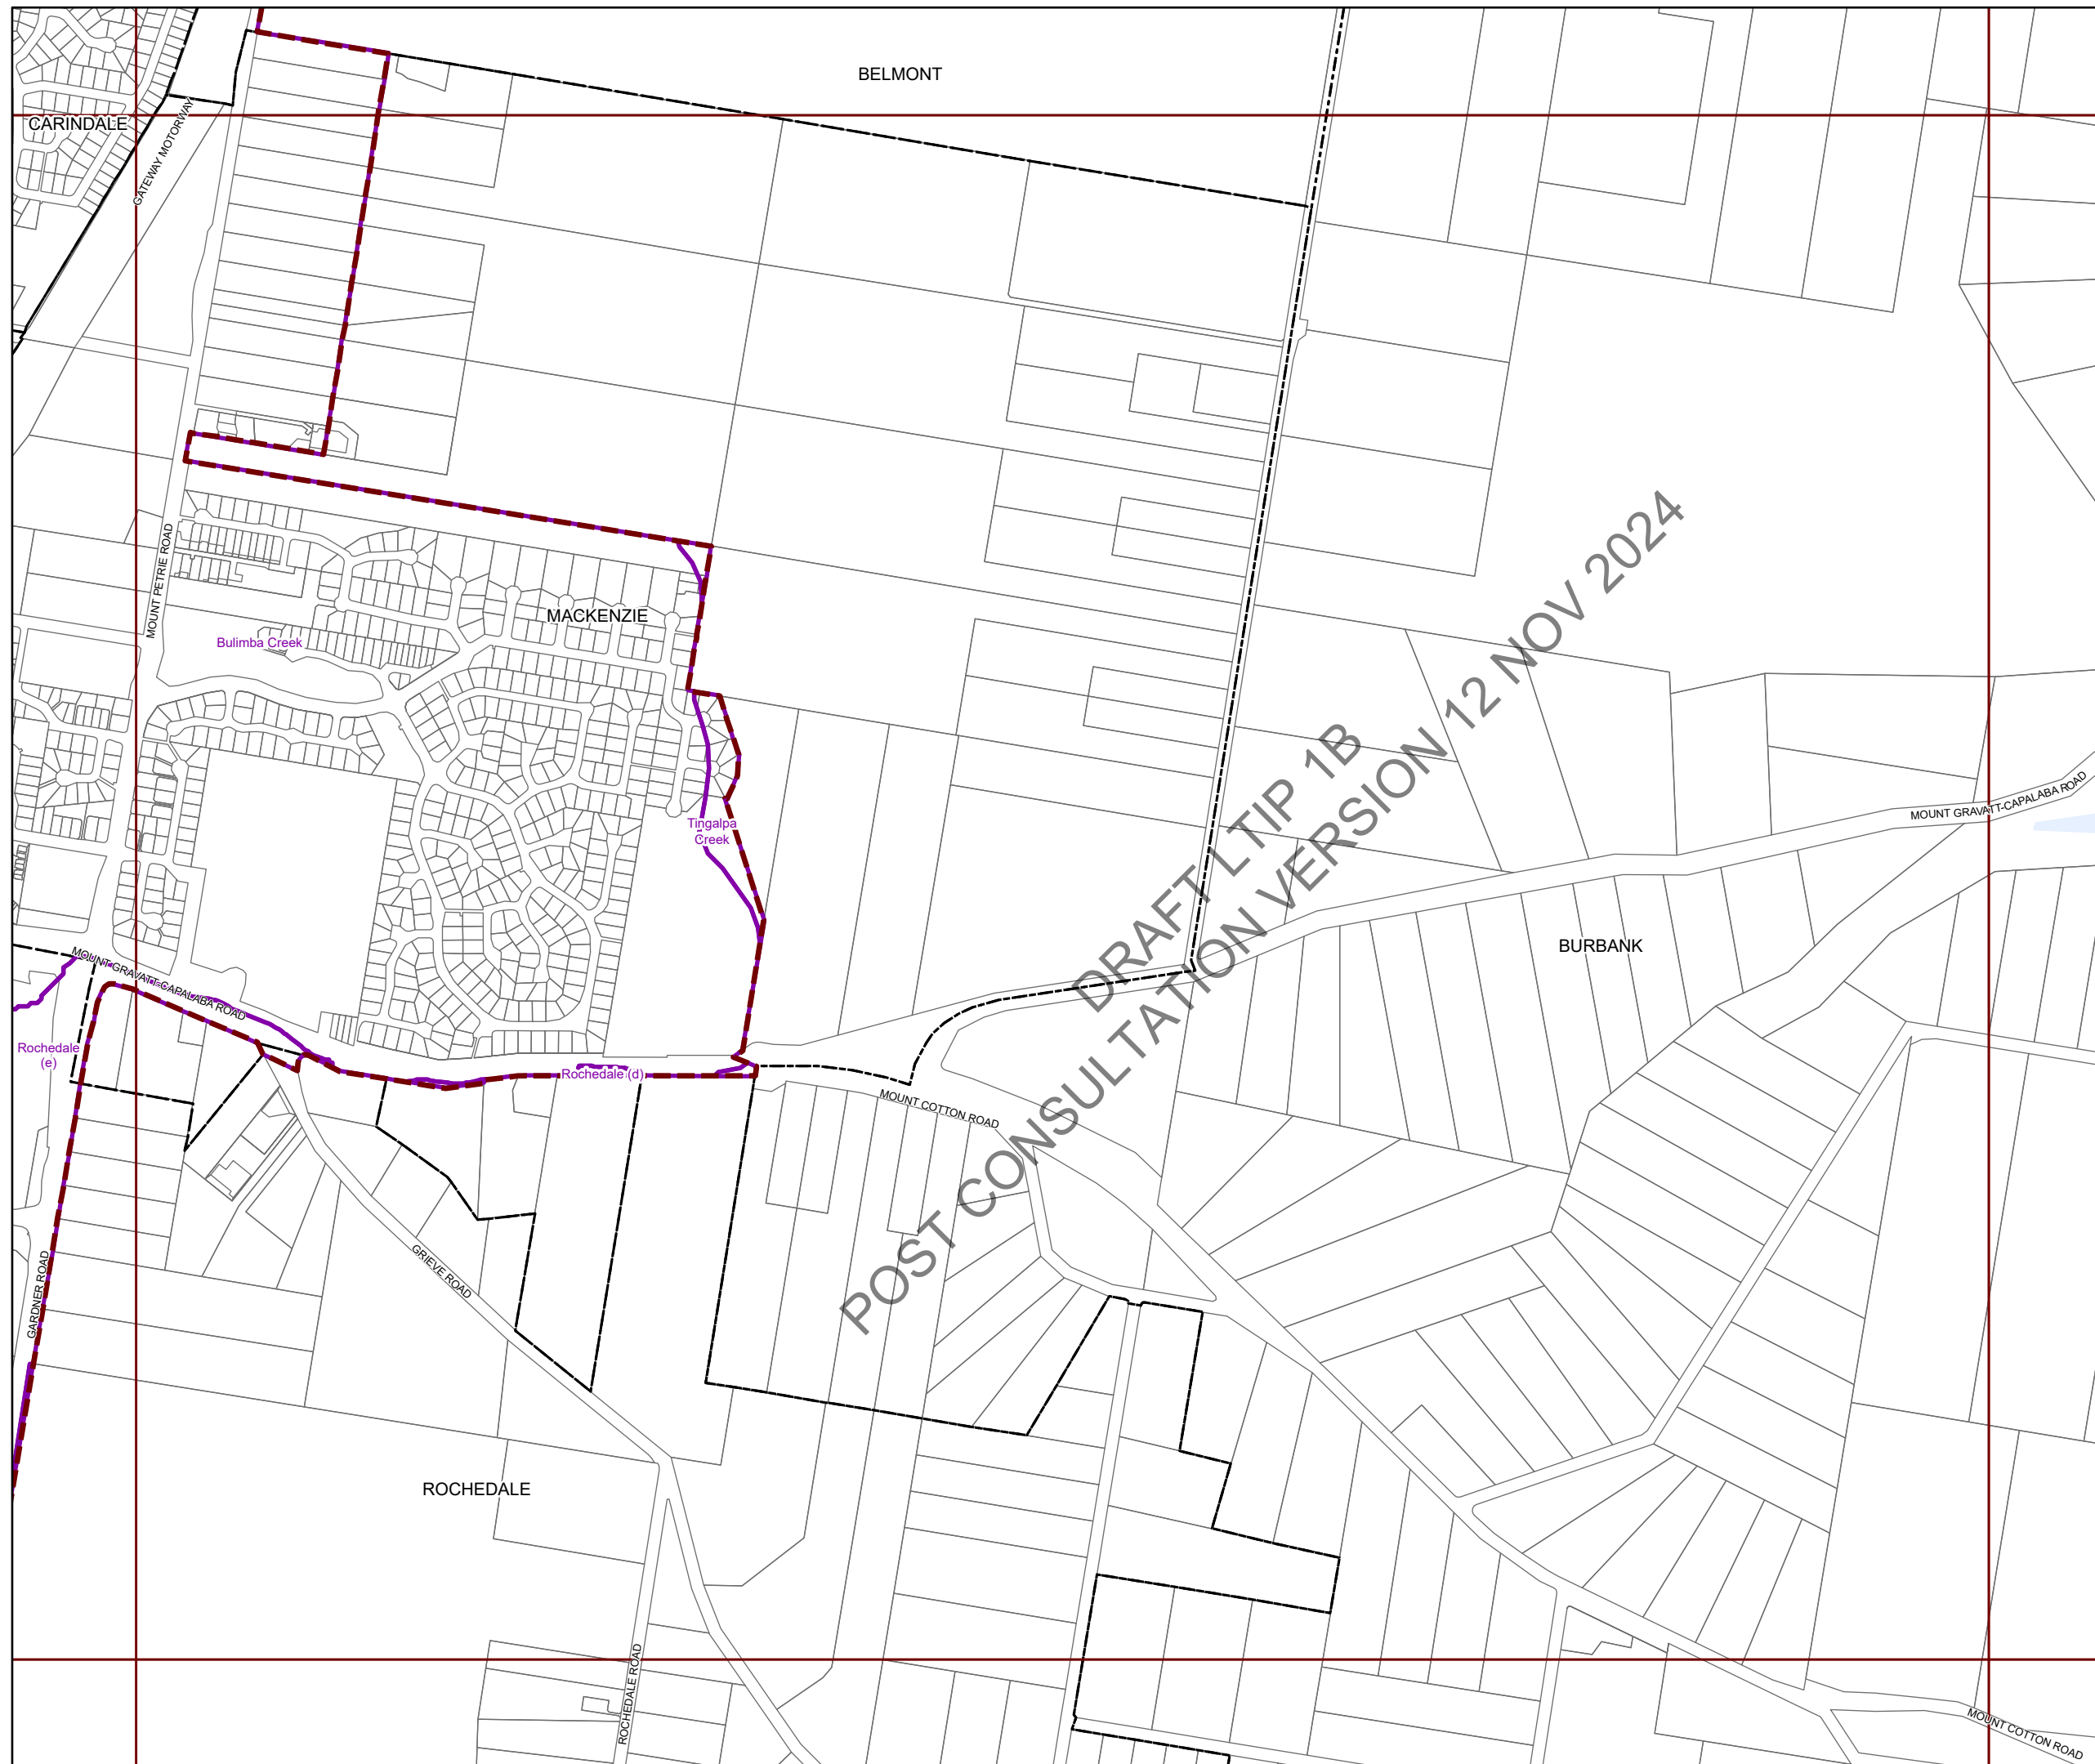 BELMONT
CARINDALE
GATEWAY MOTORWAY
MOUNT PETRIE ROAD
MACKENZIE
Bulimba Creek
DRAFT LTIP 1B
POST CONSULTATION VERSION 12 NOV 2024
MOUNT GRAVATT-CAPALABA ROAD
Tingalpa
Creek
BURBANK
MOUNT GRAVATT-CAPALABA ROAD
Rochedale
(e)
Rochedale (d)
MOUNT COTTON ROAD
GRIEVE ROAD
GARDNER ROAD
ROCHEDALE
ROCHEDALE ROAD
MOUNT COTTON ROAD